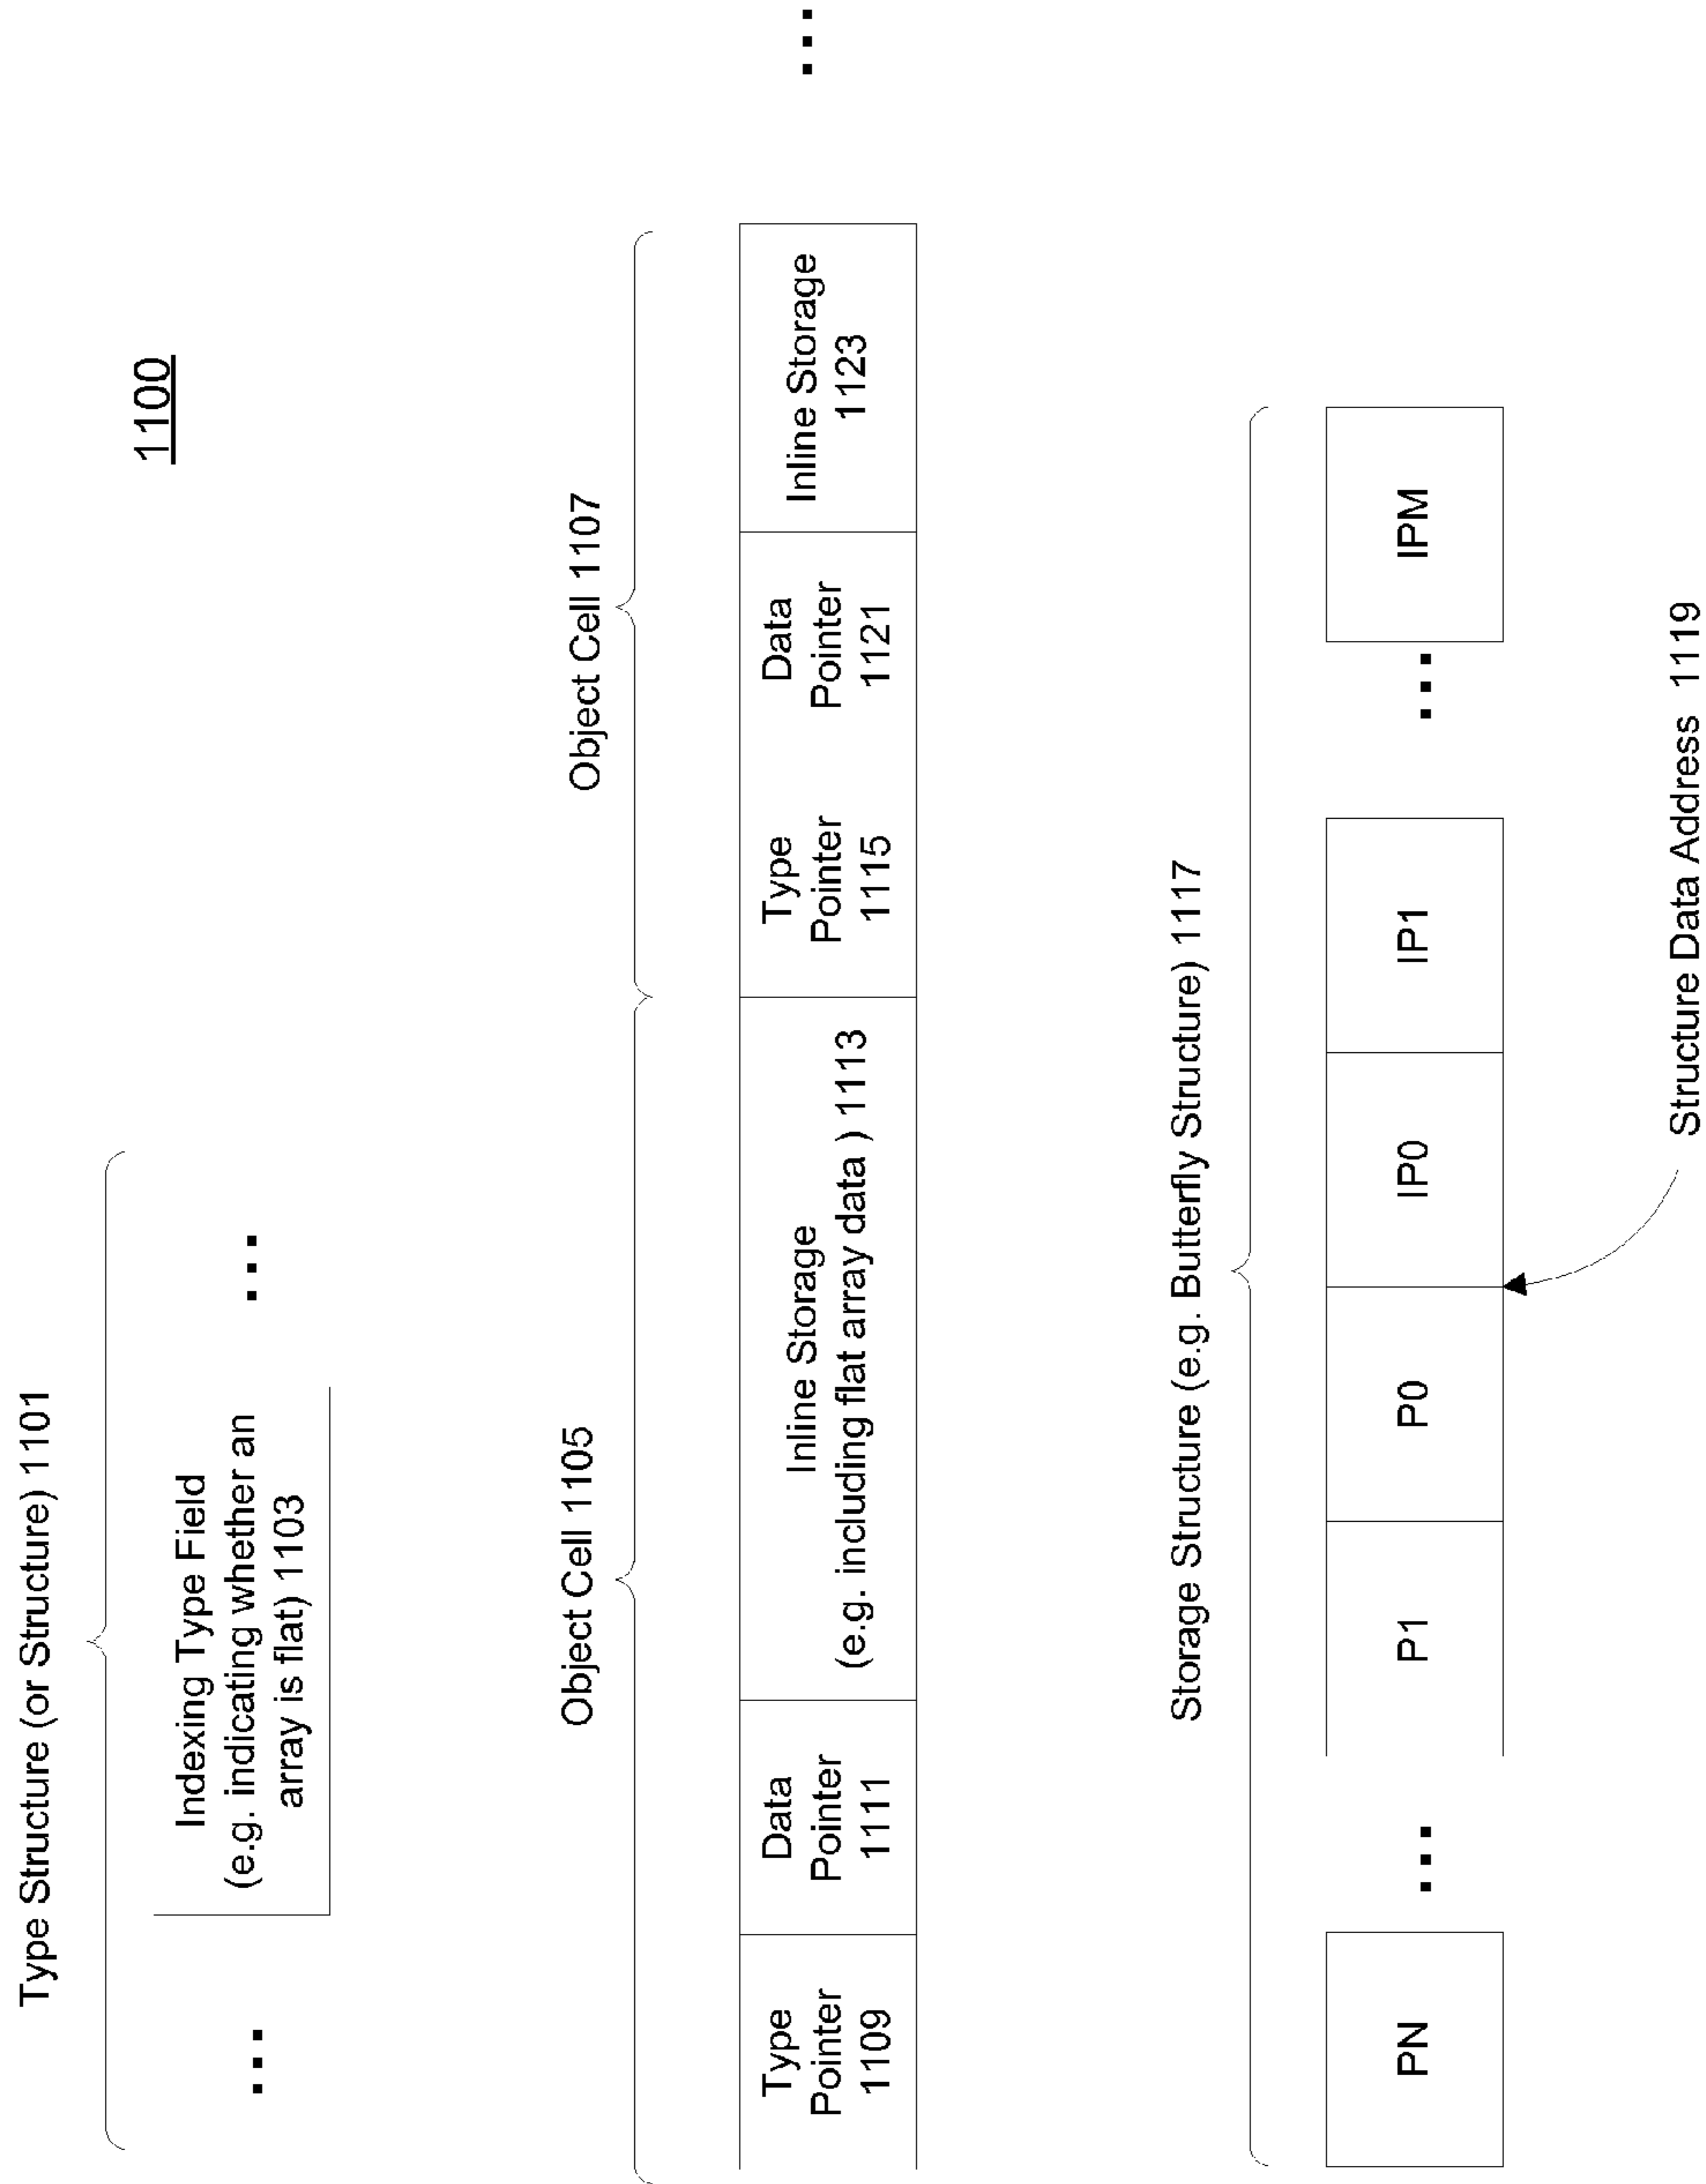 1100
Type Structure (or Structure) 1101
...
Indexing Type Field
(e.g. indicating whether an
array is flat) 1103
...
Object Cell 1105
Object Cell 1107
Type
Pointer
1109
Data
Pointer
1111
Inline Storage
(e.g. including flat array data ) 1113
Type
Pointer
1115
Data
Pointer
1121
Inline Storage
1123
...
Storage Structure (e.g. Butterfly Structure) 1117
PN
...
P1
P0
IP0
IP1
...
IPM
Structure Data Address 1119